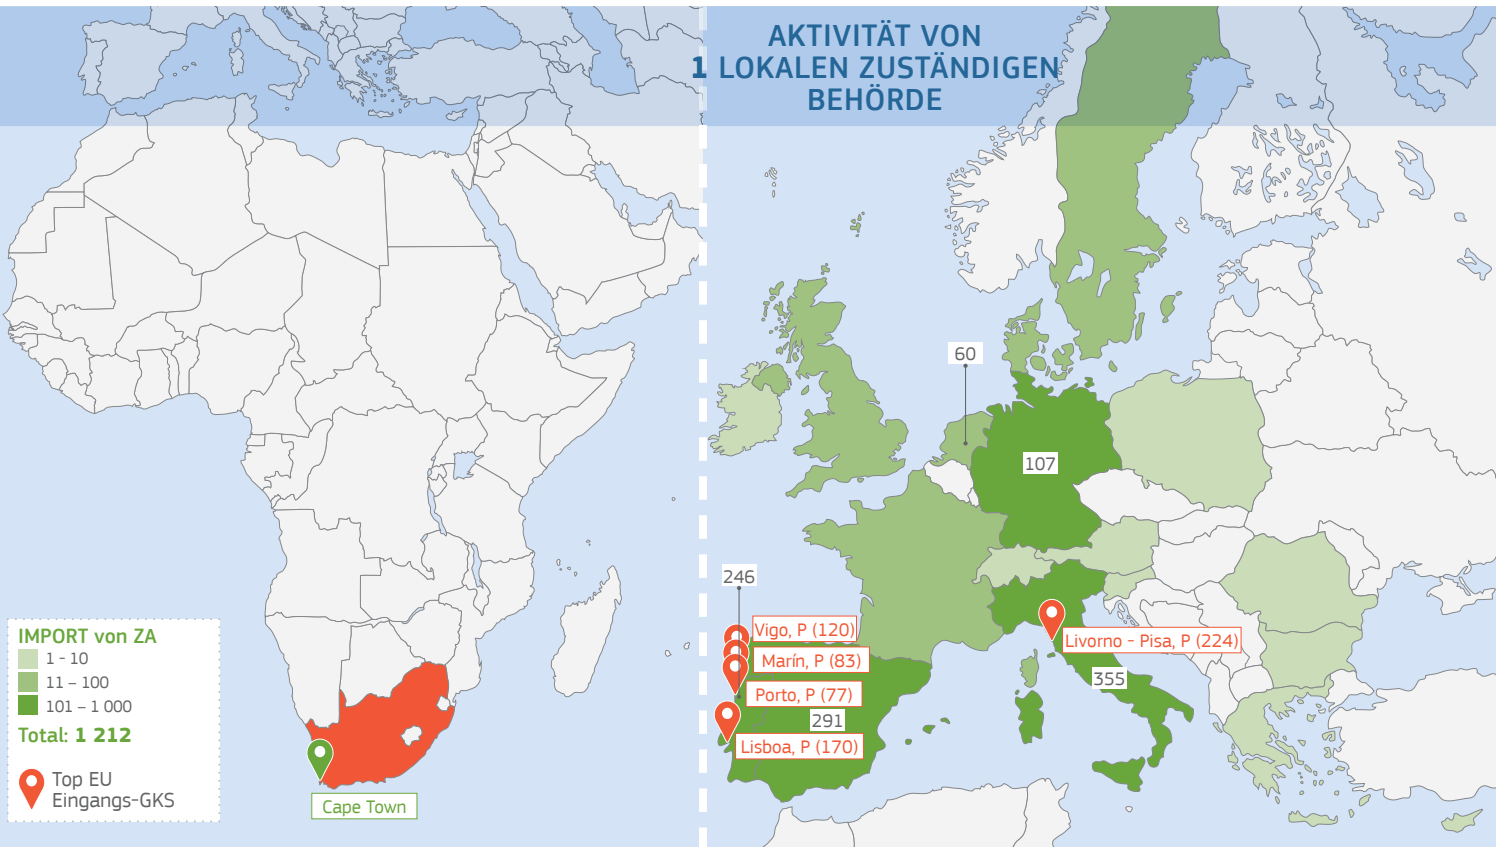 AKTIVITÄT VON
1 LOKALEN ZUSTÄNDIGEN
BEHÖRDE
60
107
246
Vigo, P (120)
Marín, P (83)
Porto, P (77)
291
Lisboa, P (170)
Livorno - Pisa, P (224)
355
IMPORT von ZA
1 - 10
11 – 100
101 – 1 000
Total: 1 212
Top EU
Eingangs-GKS
Cape Town